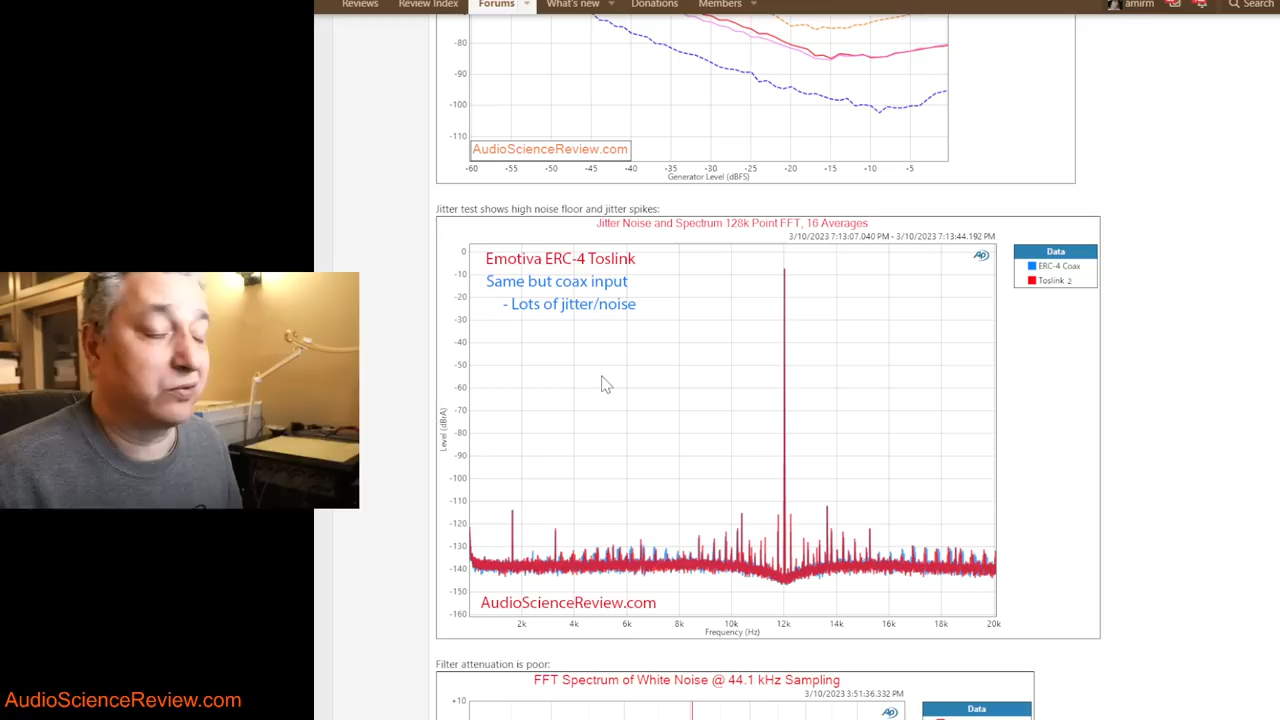 Reviews Review Index Forums What's new Donations Members amirm Search
-80
-90
-100
-110
AudioScienceReview.com
-60 -55 -50 -45 -40 -35 -30 -25 -20 -15 -10 -5
Generator Level (dBFS)
Jitter test shows high noise floor and jitter spikes:
Jitter Noise and Spectrum 128k Point FFT, 16 Averages
3/10/2023 7:13:07.040 PM - 3/10/2023 7:13:44.192 PM
Data
ERC-4 Coax
Toslink 2
Emotiva ERC-4 Toslink
Same but coax input
- Lots of jitter/noise
AP
0
-10
-20
-30
-40
-50
-60
-70
-80
-90
-100
-110
-120
-130
-140
-150
-160
Level (dBrA)
AudioScienceReview.com
2k 4k 6k 8k 10k 12k 14k 16k 18k 20k
Frequency (Hz)
Filter attenuation is poor:
FFT Spectrum of White Noise @ 44.1 kHz Sampling
3/10/2023 3:51:36.332 PM
+10
AP
Data
AudioScienceReview.com